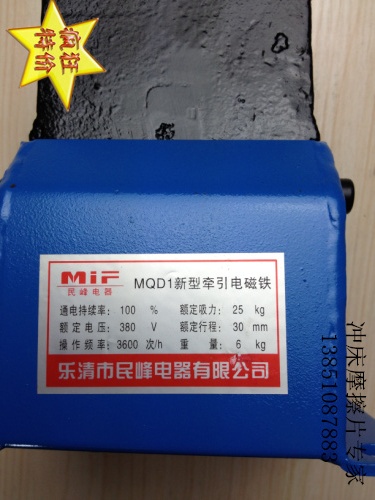 疯狂
特价
MiF
民峰电器
MQD1新型牵引电磁铁
通电持续率: 100 % 额定吸力: 25 kg
额定电压: 380 V 额定行程: 30 mm
操作频率: 3600 次/h 重量: 6 kg
乐清市民峰电器有限公司
冲床摩擦片专家
13851087883